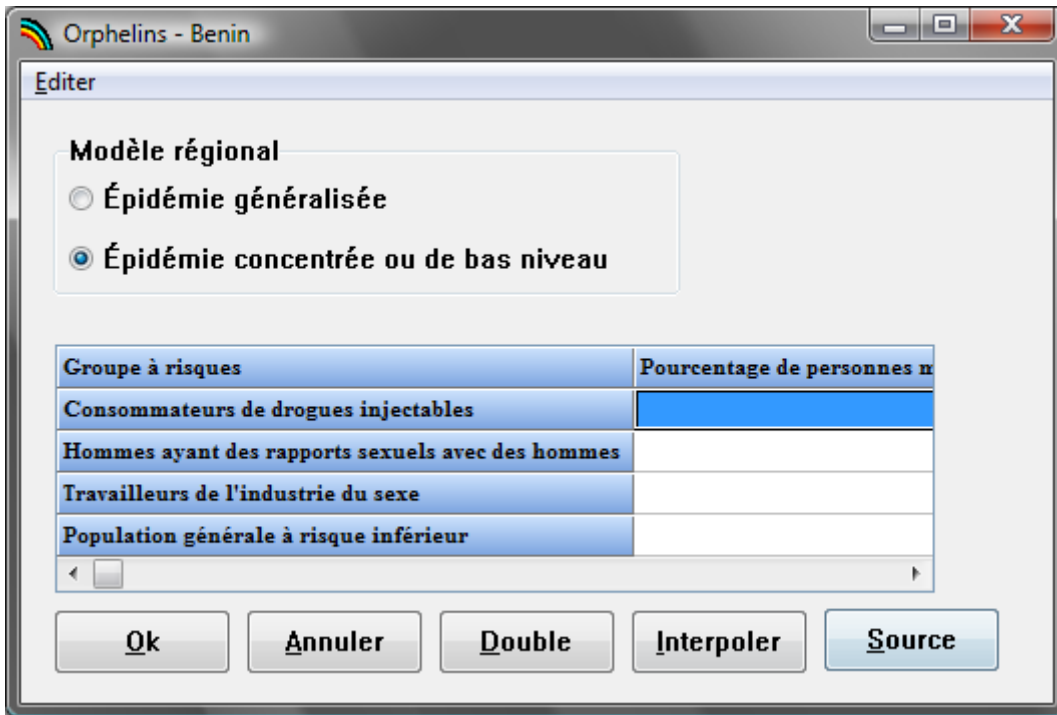 Orphelins - Benin
Editer
Modèle régional
Épidémie généralisée
Épidémie concentrée ou de bas niveau
Groupe à risques Pourcentage de personnes
Consommateurs de drogues injectables
Hommes ayant des rapports sexuels avec des hommes
Travailleurs de l'industrie du sexe
Population générale à risque inférieur
Ok Annuler Double Interpoler Source